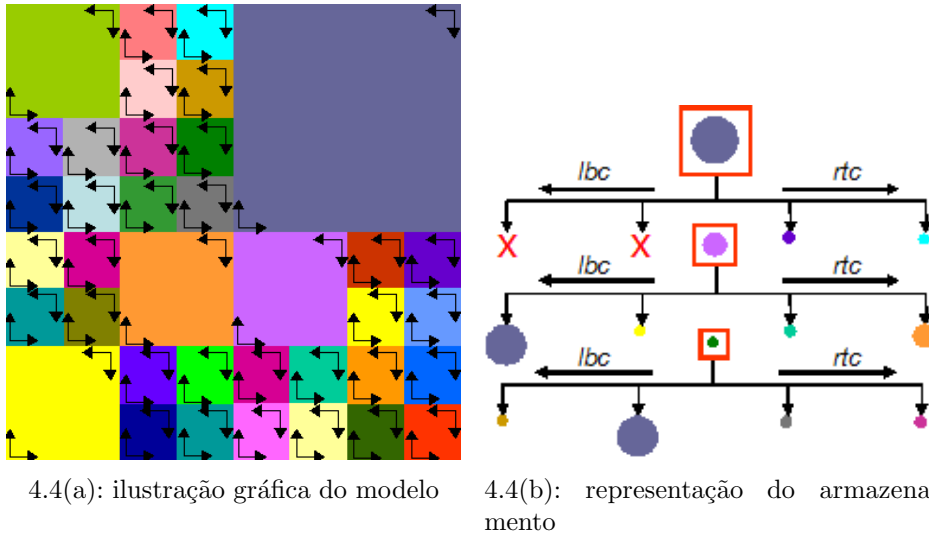 lbc rtc
X X
lbc rtc
lbc rtc
4.4(a): ilustração gráfica do modelo
4.4(b): representação do armazena
mento